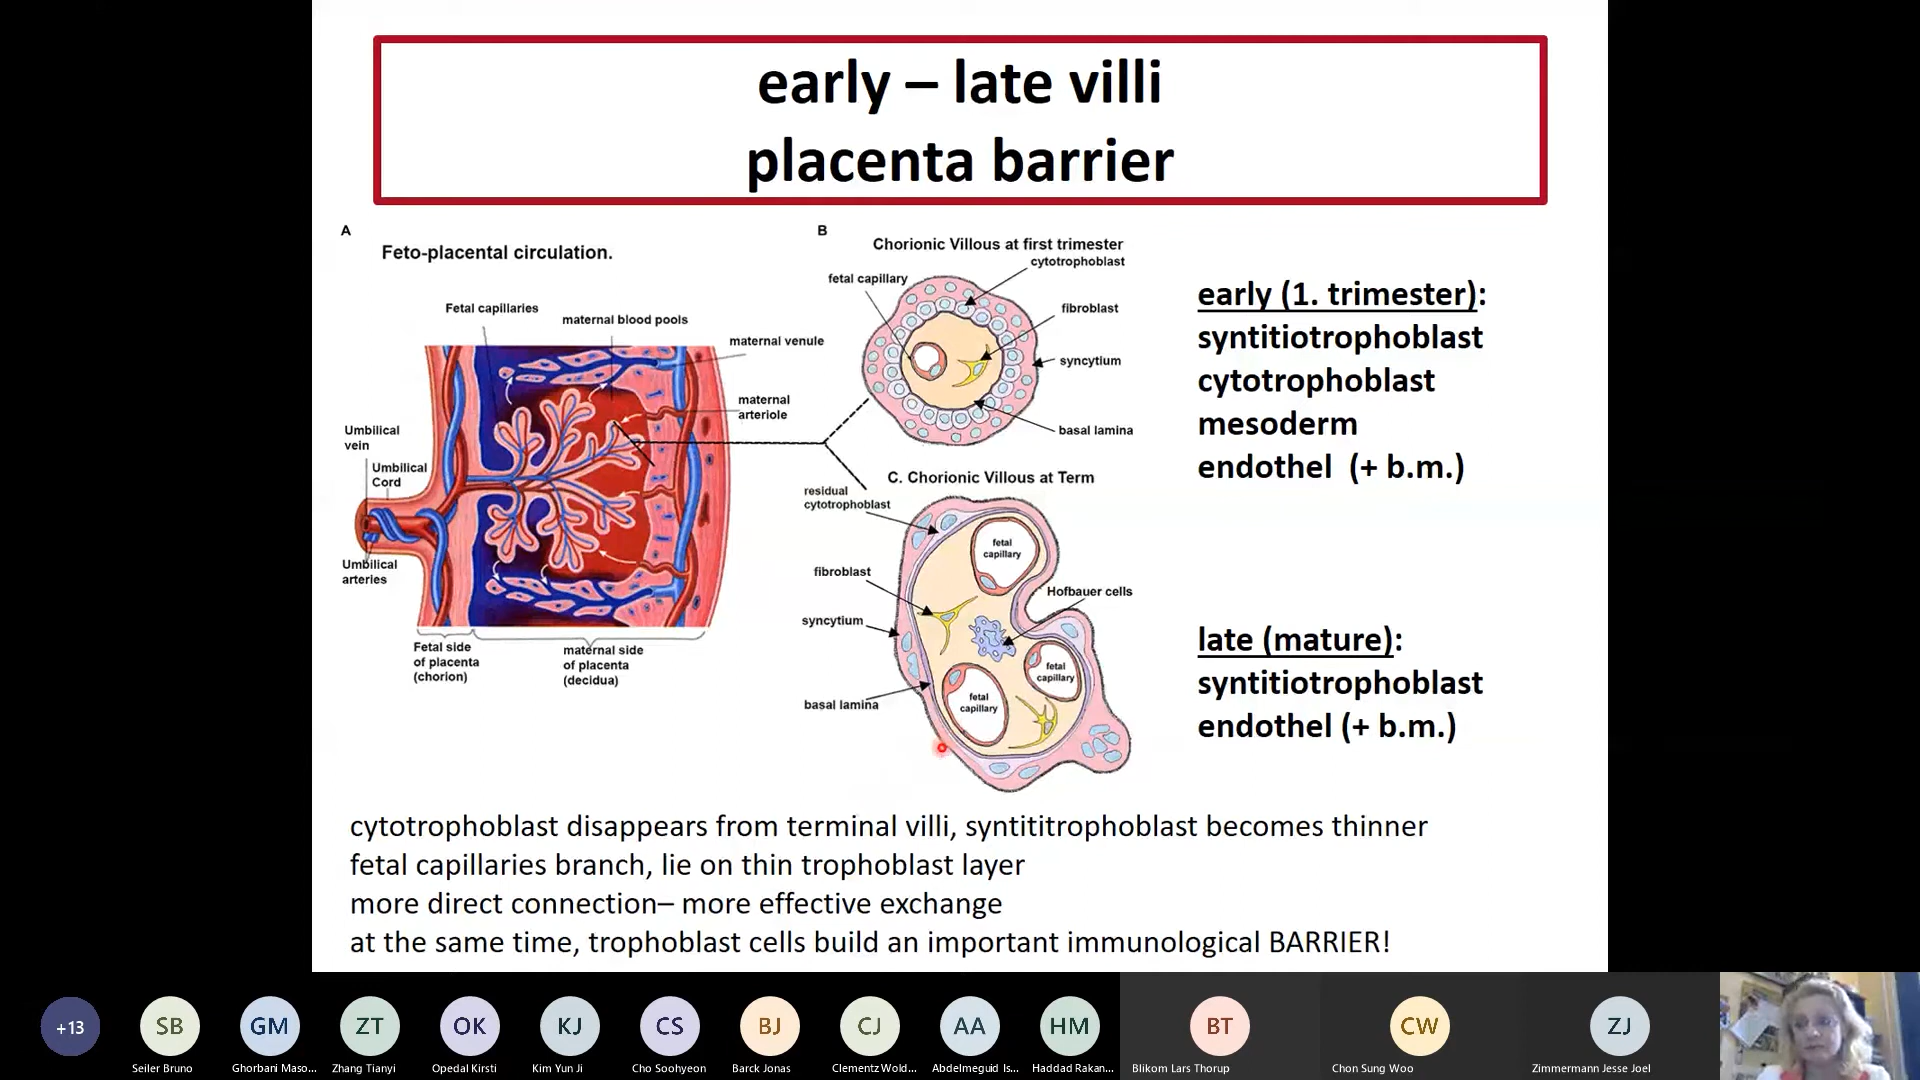 early – late villi
placenta barrier
A
Feto-placental circulation.
Fetal capillaries
maternal blood pools
maternal venule
maternal
arteriole
Umbilical
vein
Umbilical
Cord
Umbilical
arteries
Fetal side
of placenta
(chorion)
maternal side
of placenta
(decidua)
B
Chorionic Villous at first trimester
cytotrophoblast
fetal capillary
fibroblast
syncytium
basal lamina
C. Chorionic Villous at Term
residual
cytotrophoblast
fetal
capillary
fibroblast
Hofbauer cells
syncytium
fetal
capillary
fetal
capillary
basal lamina
early (1. trimester):
syntitiotrophoblast
cytotrophoblast
mesoderm
endothel (+ b.m.)
late (mature):
syntitiotrophoblast
endothel (+ b.m.)
cytotrophoblast disappears from terminal villi, syntititrophoblast becomes thinner
fetal capillaries branch, lie on thin trophoblast layer
more direct connection– more effective exchange
at the same time, trophoblast cells build an important immunological BARRIER!
+13
SB
GM
ZT
OK
KJ
CS
BJ
CJ
AA
HM
BT
CW
ZJ
Seiler Bruno
Ghorbani Maso...
Zhang Tianyi
Opedal Kirsti
Kim Yun Ji
Cho Soohyeon
Barck Jonas
Clementz Wold...
Abdelmeguid Is...
Haddad Rakan...
Blikom Lars Thorup
Chon Sung Woo
Zimmermann Jesse Joel